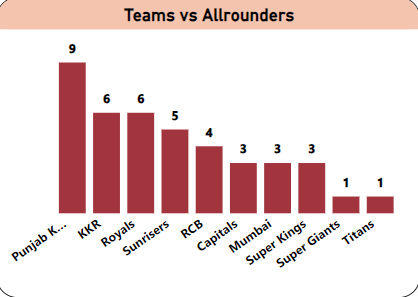 Teams vs Allrounders
9
6
6
5
4
3
3
3
1
1
Punjab K...
KKR
Royals
Sunrisers
RCB
Capitals
Mumbai
Super Kings
Super Giants
Titans